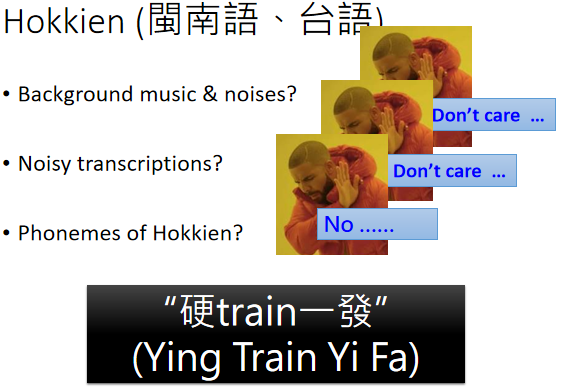 Hokkien (閩南語、台語)
• Background music & noises?
Don't care ...
• Noisy transcriptions?
Don't care ...
• Phonemes of Hokkien?
No ......
“硬train一發”
(Ying Train Yi Fa)